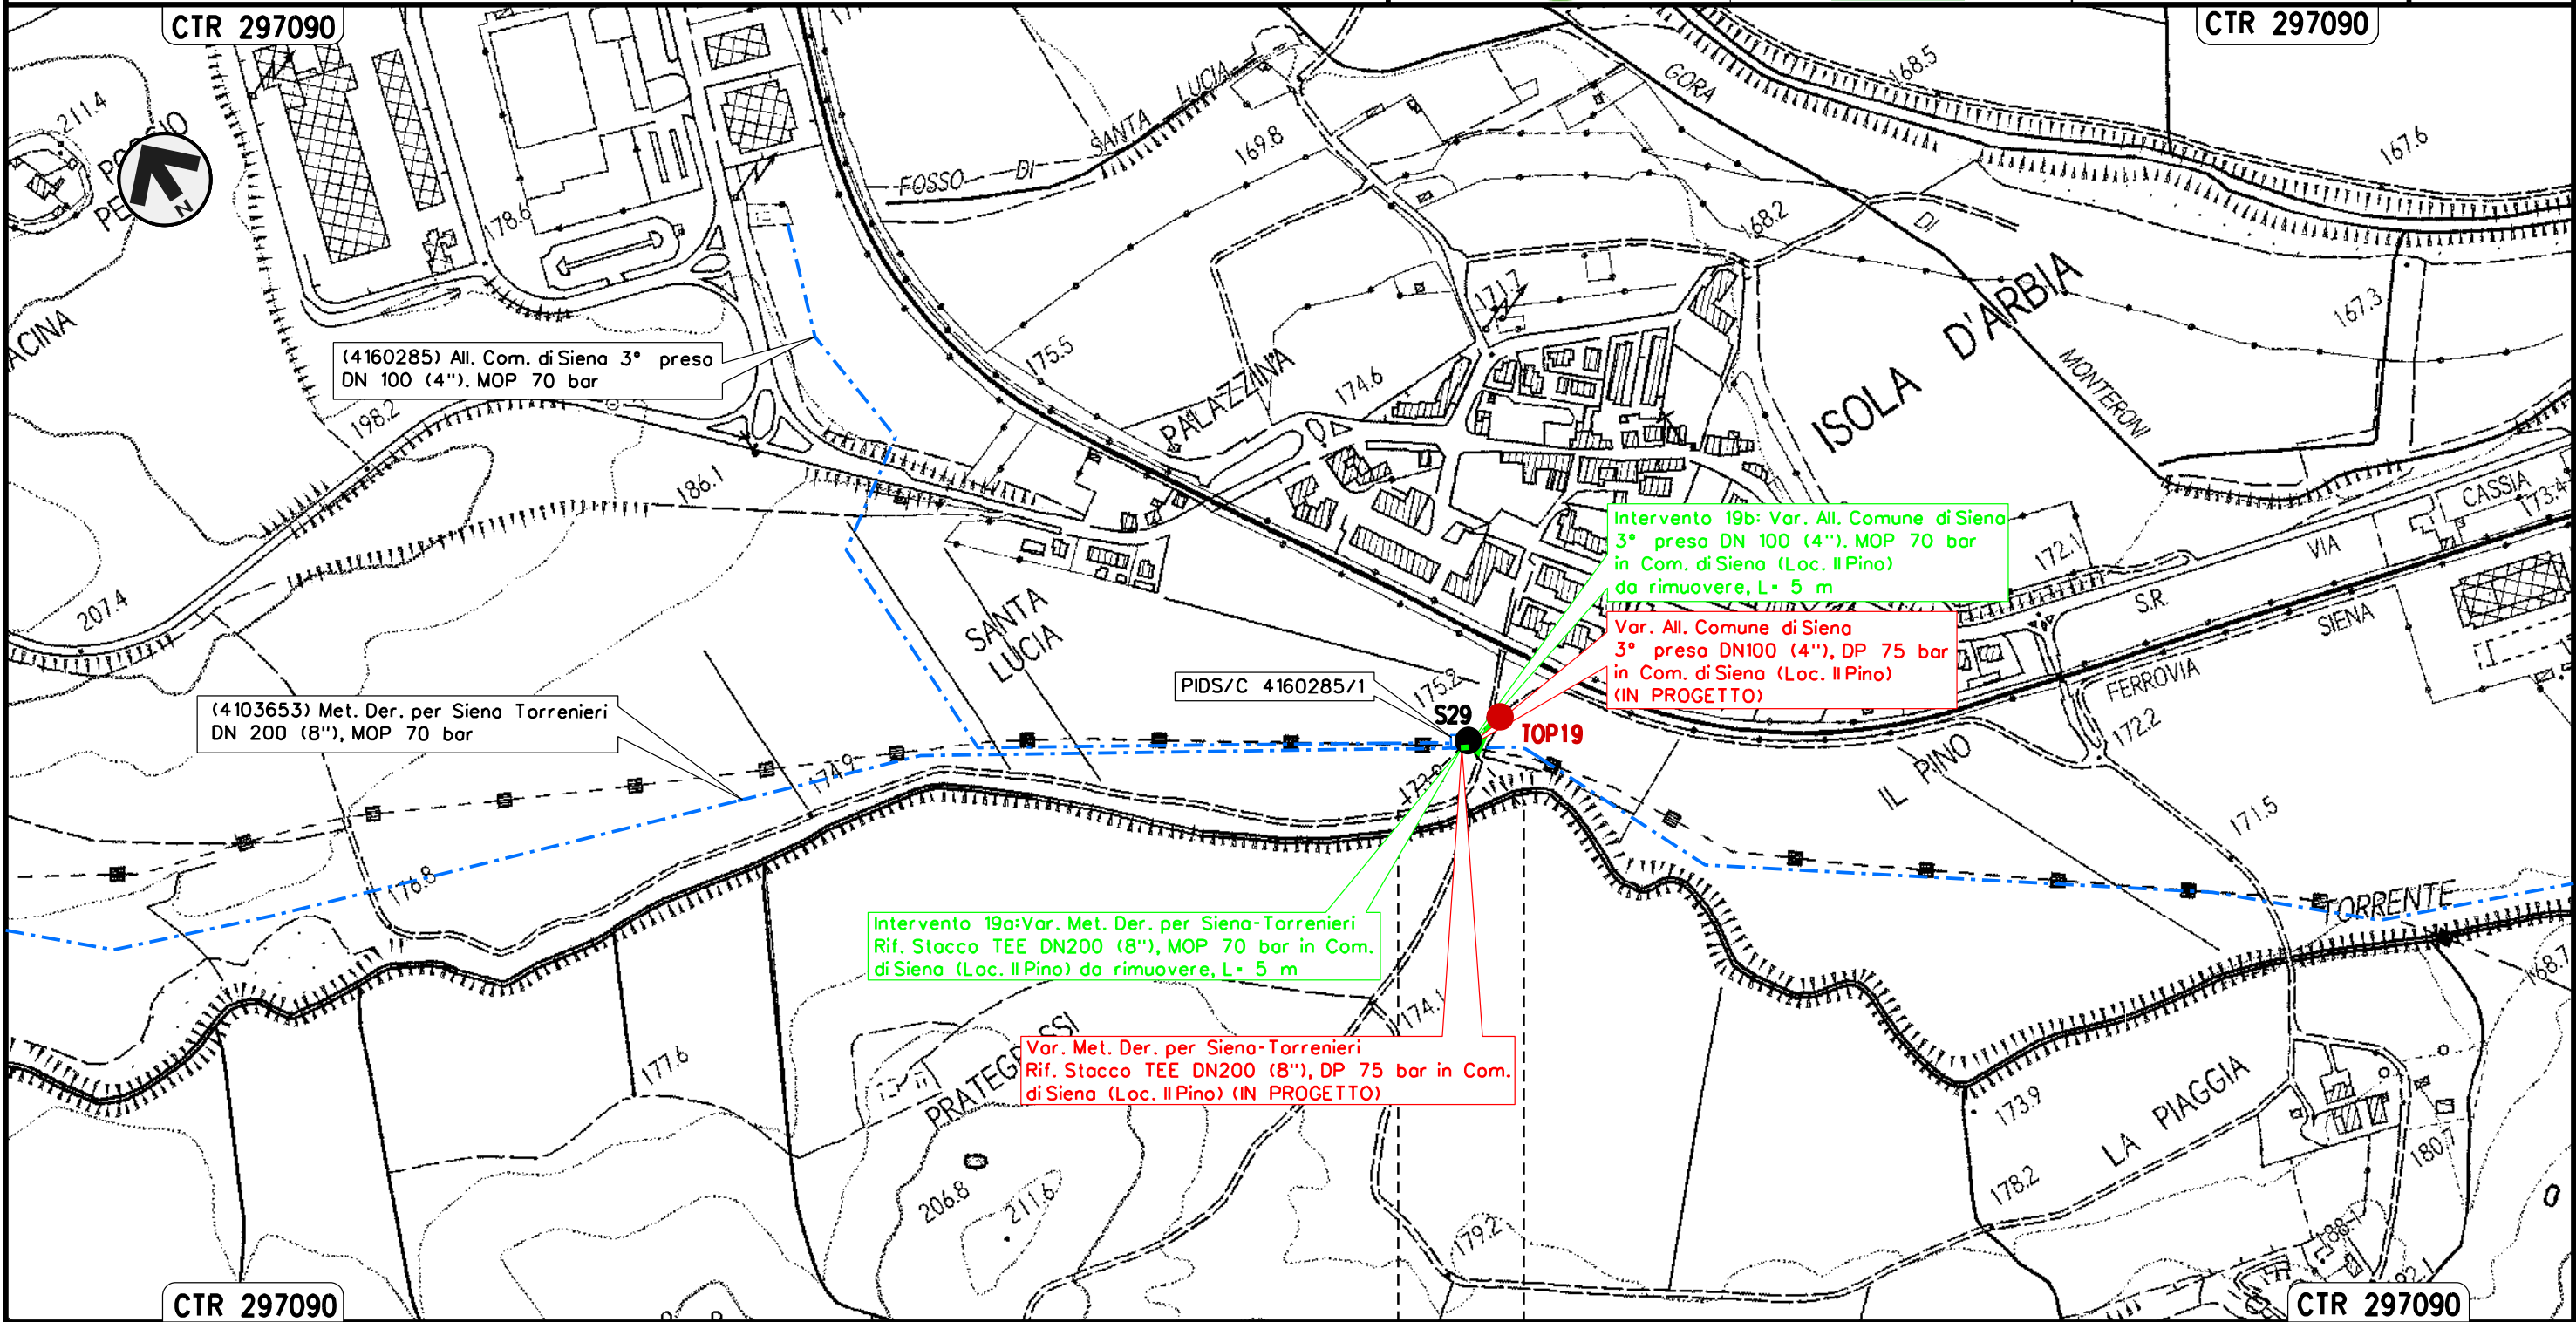 CTR 297090
CTR 297090
211.4
POGGIO
N
178.6
ACINA
198.2
207.4
186.1
(4160285) All. Com. di Siena 3° presa
DN 100 (4"). MOP 70 bar
FOSSO DI SANTA LUCIA
169.8
175.5
PALAZZINA
174.6
171.7
168.2
168.5
167.6
167.3
GORA
DI
MONTERONI
ISOLA D'ARBIA
CASSIA
173.4
VIA
S.R.
172.1
SIENA
FERROVIA
172.2
SANTA
LUCIA
Intervento 19b: Var. All. Comune di Siena
3° presa DN 100 (4"). MOP 70 bar
in Com. di Siena (Loc. Il Pino)
da rimuovere, L= 5 m
Var. All. Comune di Siena
3° presa DN100 (4"), DP 75 bar
in Com. di Siena (Loc. Il Pino)
(IN PROGETTO)
PIDS/C 4160285/1
175.2
S29
TOP19
173.9
(4103653) Met. Der. per Siena Torrenieri
DN 200 (8"), MOP 70 bar
174.9
176.8
IL PINO
171.5
TORRENTE
168.7
Intervento 19a:Var. Met. Der. per Siena-Torrenieri
Rif. Stacco TEE DN200 (8"), MOP 70 bar in Com.
di Siena (Loc. Il Pino) da rimuovere, L= 5 m
174.1
Var. Met. Der. per Siena-Torrenieri
Rif. Stacco TEE DN200 (8"), DP 75 bar in Com.
di Siena (Loc. Il Pino) (IN PROGETTO)
177.6
206.8
211.6
179.2
173.9
178.2
LA PIAGGIA
180.7
188.1
CTR 297090
CTR 297090